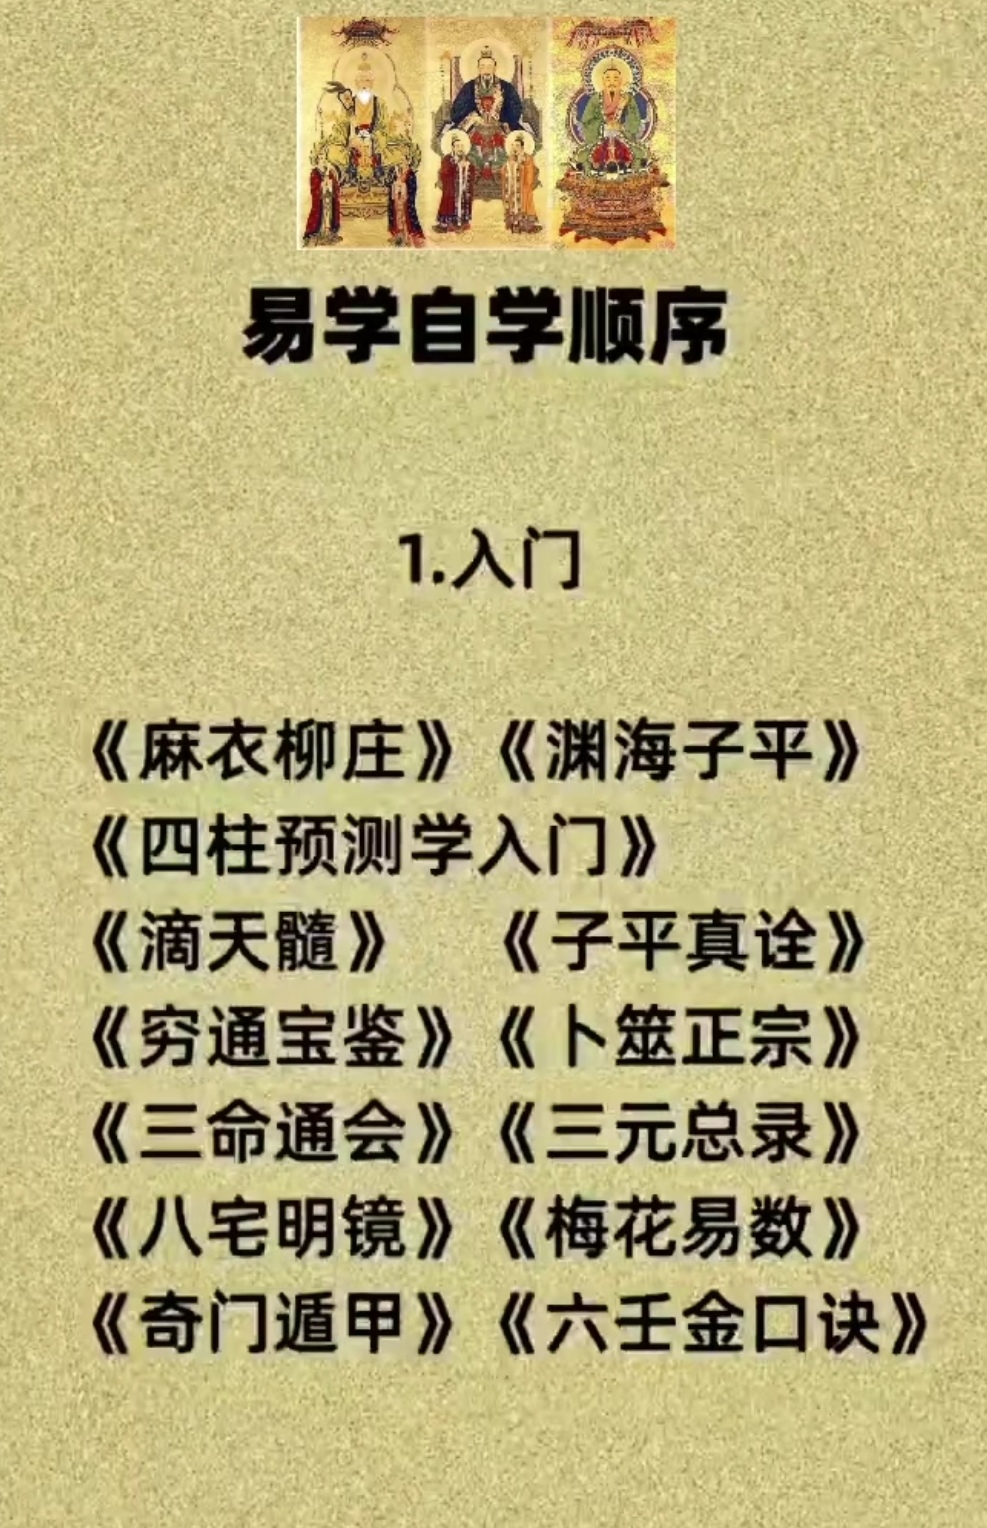 易学自学顺序
1.入门
《麻衣柳庄》《渊海子平》
《四柱预测学入门》
《滴天髓》 《子平真诠》
《穷通宝鉴》《卜筮正宗》
《三命通会》《三元总录》
《八宅明镜》《梅花易数》
《奇门遁甲》《六壬金口诀》